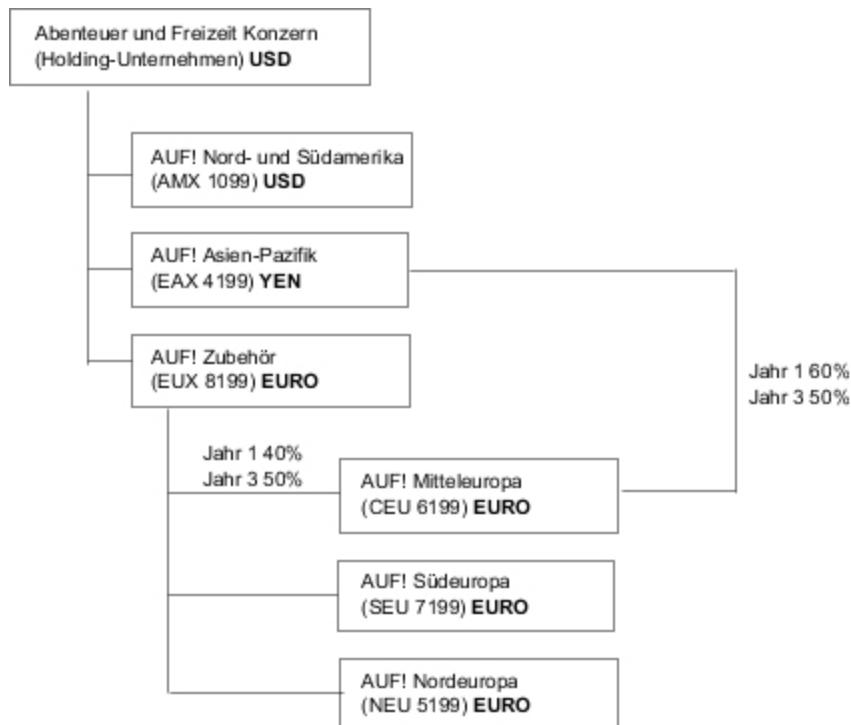 Abenteuer und Freizeit Konzern
(Holding-Unternehmen) USD
AUF! Nord- und Südamerika
(AMX 1099) USD
AUF! Asien-Pazifik
(EAX 4199) YEN
AUF! Zubehör
(EUX 8199) EURO
Jahr 1 60%
Jahr 3 50%
Jahr 1 40%
Jahr 3 50%
AUF! Mitteleuropa
(CEU 6199) EURO
AUF! Südeuropa
(SEU 7199) EURO
AUF! Nordeuropa
(NEU 5199) EURO